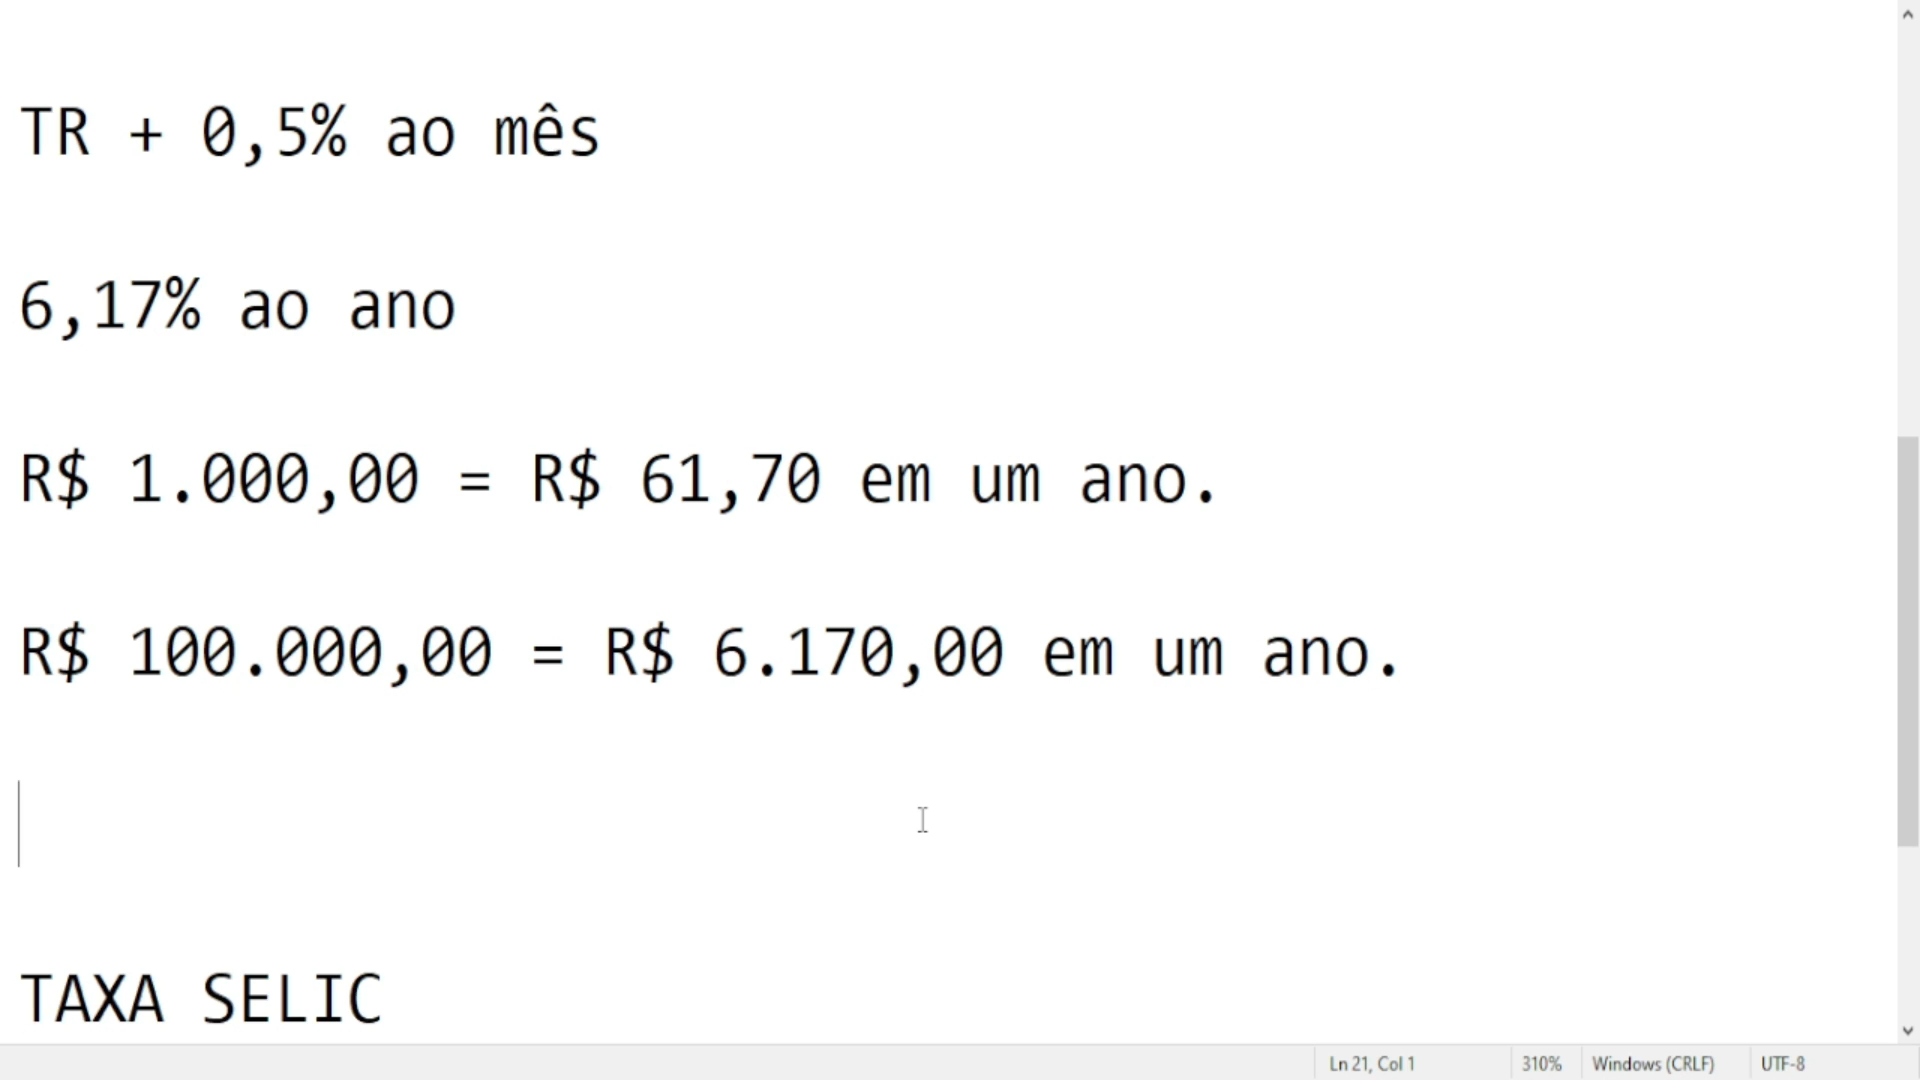 TR + 0,5% ao mês
6,17% ao ano
R$ 1.000,00 = R$ 61,70 em um ano.
R$ 100.000,00 = R$ 6.170,00 em um ano.
TAXA SELIC
Ln 21, Col 1 310% Windows (CRLF) UTF-8